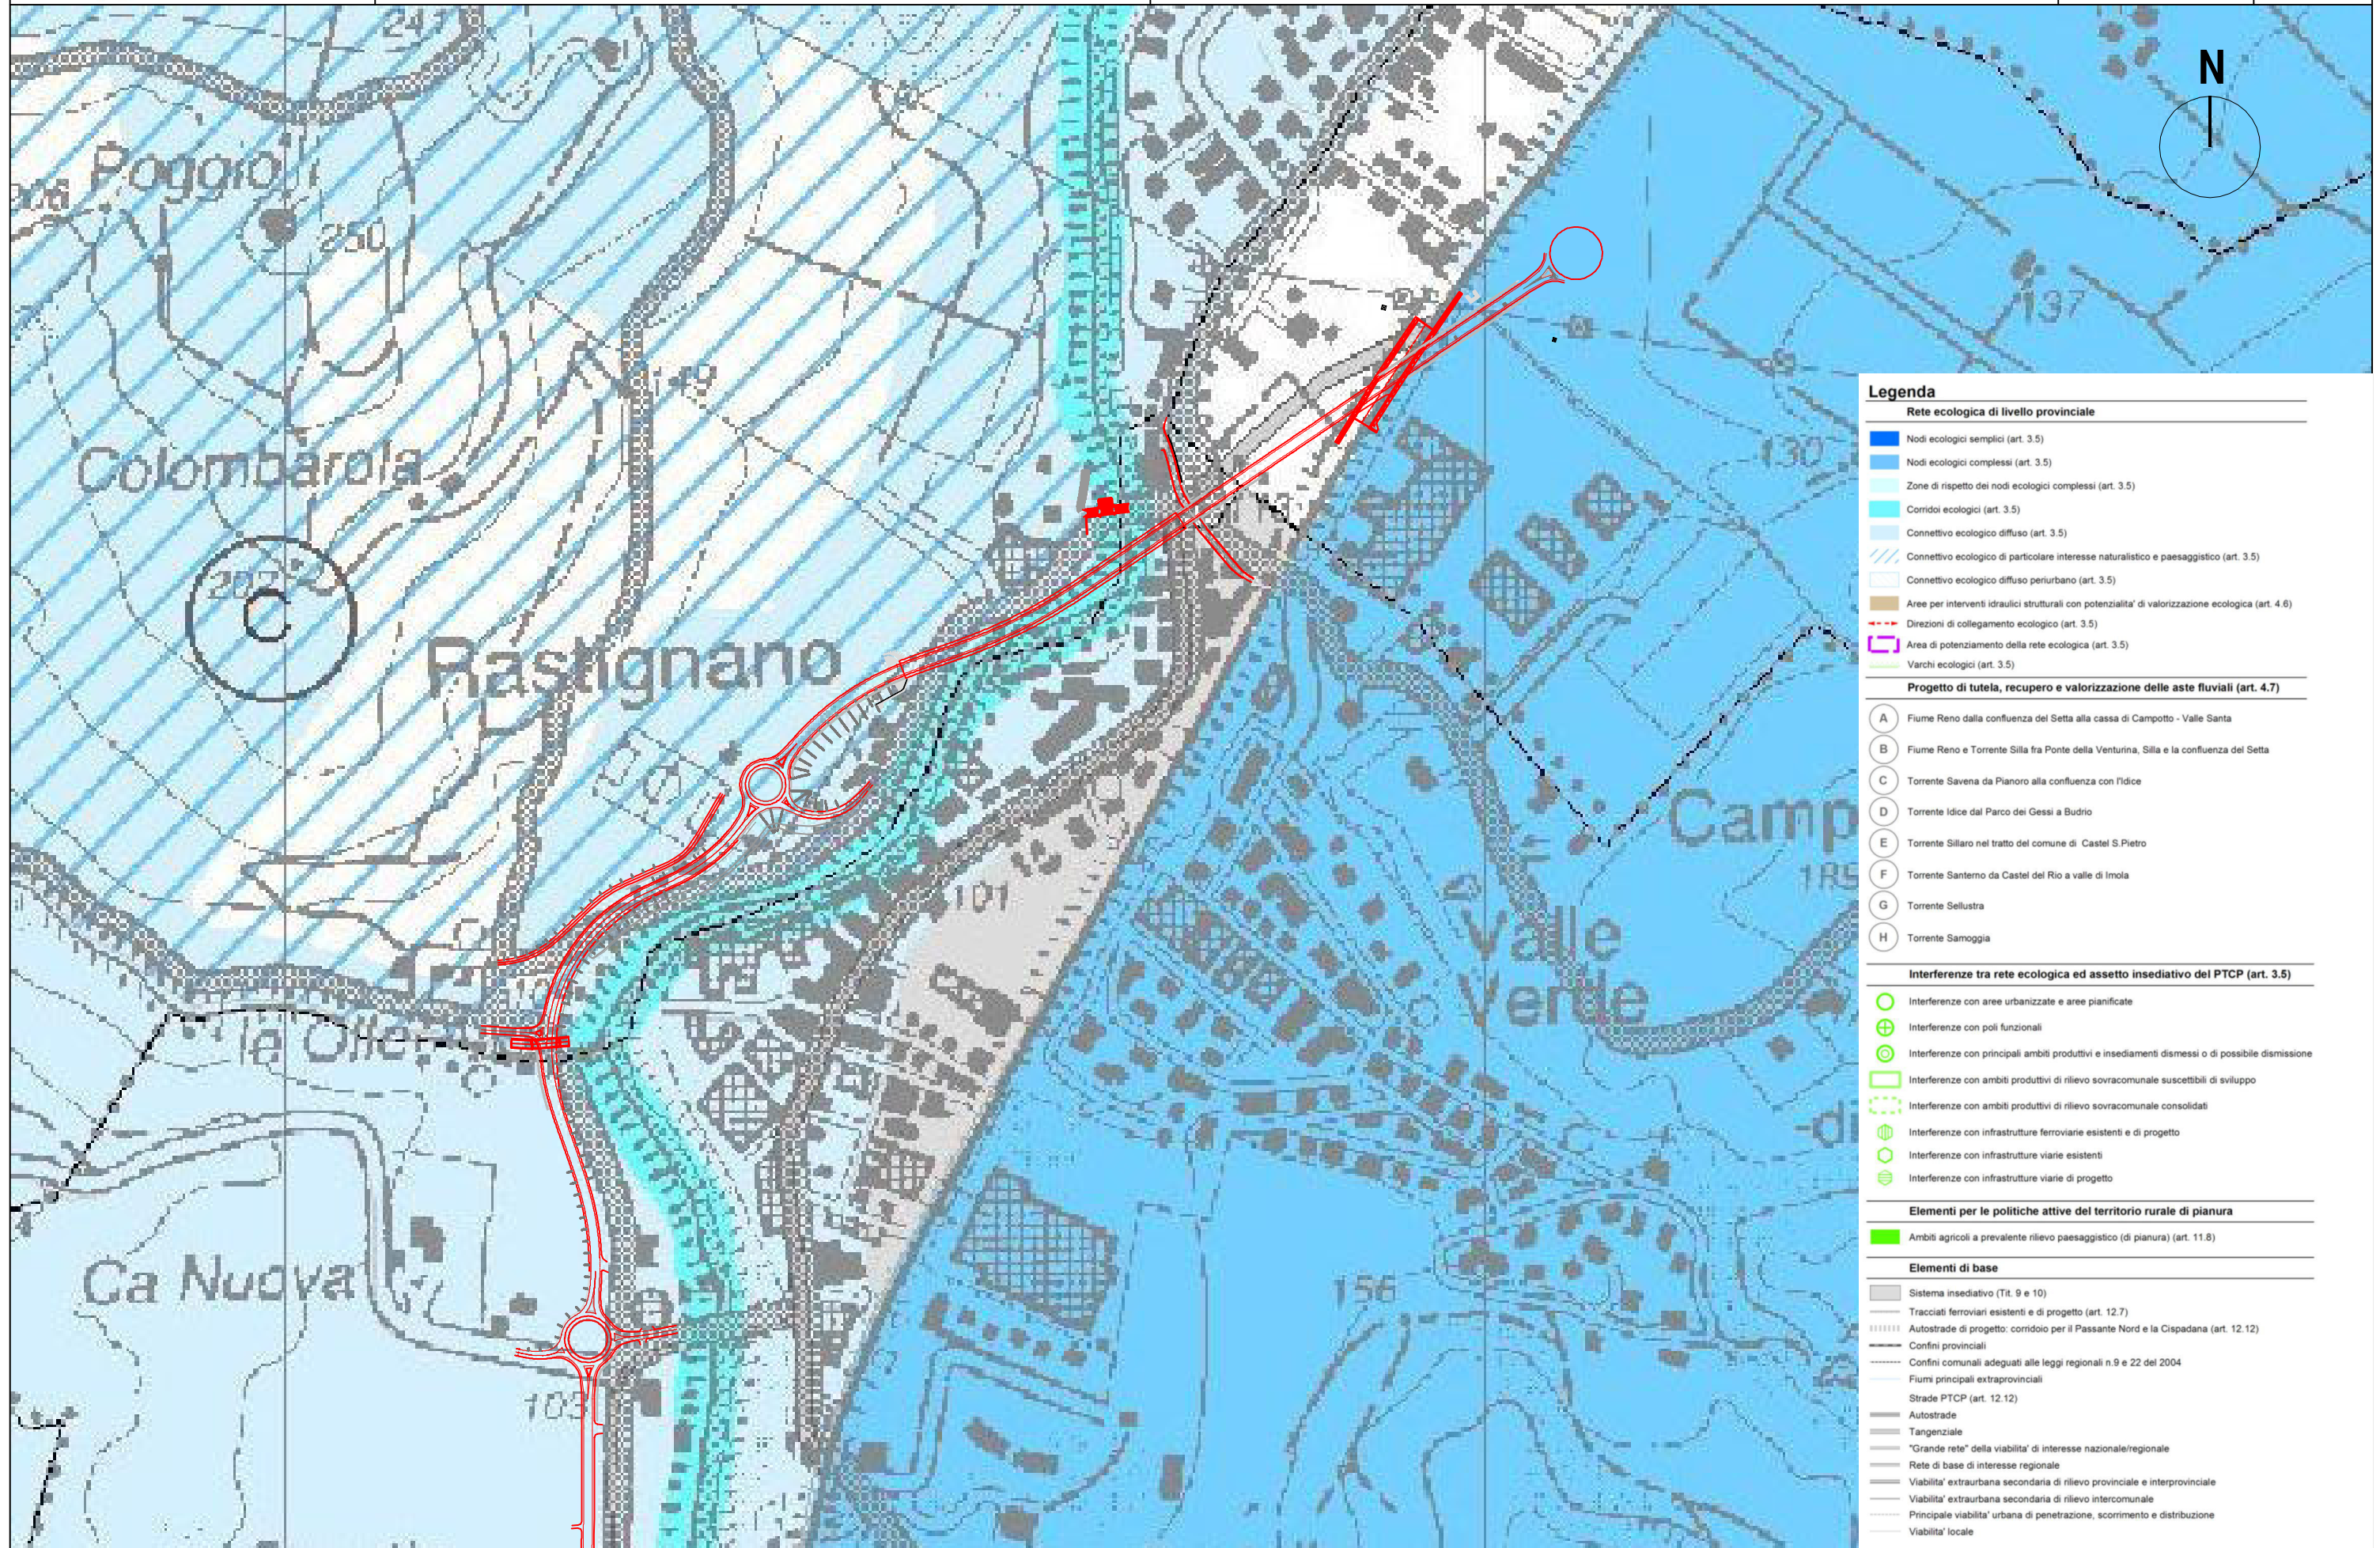 241
N
Poggio
250
149
Colombarola
137
130
C
Rastignano
Camp
185
101
Valle
Verde
la Olle
Ca Nuova
156
103
Legenda
Rete ecologica di livello provinciale
Nodi ecologici semplici (art. 3.5)
Nodi ecologici complessi (art. 3.5)
Zone di rispetto dei nodi ecologici complessi (art. 3.5)
Corridoi ecologici (art. 3.5)
Connettivo ecologico diffuso (art. 3.5)
Connettivo ecologico di particolare interesse naturalistico e paesaggistico (art. 3.5)
Connettivo ecologico diffuso periurbano (art. 3.5)
Aree per interventi idraulici strutturali con potenzialita' di valorizzazione ecologica (art. 4.6)
Direzioni di collegamento ecologico (art. 3.5)
Area di potenziamento della rete ecologica (art. 3.5)
Varchi ecologici (art. 3.5)
Progetto di tutela, recupero e valorizzazione delle aste fluviali (art. 4.7)
A Fiume Reno dalla confluenza del Setta alla cassa di Campotto - Valle Santa
B Fiume Reno e Torrente Silla fra Ponte della Venturina, Silla e la confluenza del Setta
C Torrente Savena da Pianoro alla confluenza con l'Idice
D Torrente Idice dal Parco dei Gessi a Budrio
E Torrente Sillaro nel tratto del comune di Castel S.Pietro
F Torrente Santerno da Castel del Rio a valle di Imola
G Torrente Sellustra
H Torrente Samoggia
Interferenze tra rete ecologica ed assetto insediativo del PTCP (art. 3.5)
Interferenze con aree urbanizzate e aree pianificate
Interferenze con poli funzionali
Interferenze con principali ambiti produttivi e insediamenti dismessi o di possibile dismissione
Interferenze con ambiti produttivi di rilievo sovracomunale suscettibili di sviluppo
Interferenze con ambiti produttivi di rilievo sovracomunale consolidati
Interferenze con infrastrutture ferroviarie esistenti e di progetto
Interferenze con infrastrutture viarie esistenti
Interferenze con infrastrutture viarie di progetto
Elementi per le politiche attive del territorio rurale di pianura
Ambiti agricoli a prevalente rilievo paesaggistico (di pianura) (art. 11.8)
Elementi di base
Sistema insediativo (Tit. 9 e 10)
Tracciati ferroviari esistenti e di progetto (art. 12.7)
Autostrade di progetto: corridoio per il Passante Nord e la Cispadana (art. 12.12)
Confini provinciali
Confini comunali adeguati alle leggi regionali n.9 e 22 del 2004
Fiumi principali extraprovinciali
Strade PTCP (art. 12.12)
Autostrade
Tangenziale
"Grande rete" della viabilita' di interesse nazionale/regionale
Rete di base di interesse regionale
Viabilita' extraurbana secondaria di rilievo provinciale e interprovinciale
Viabilita' extraurbana secondaria di rilievo intercomunale
Principale viabilita' urbana di penetrazione, scorrimento e distribuzione
Viabilita' locale